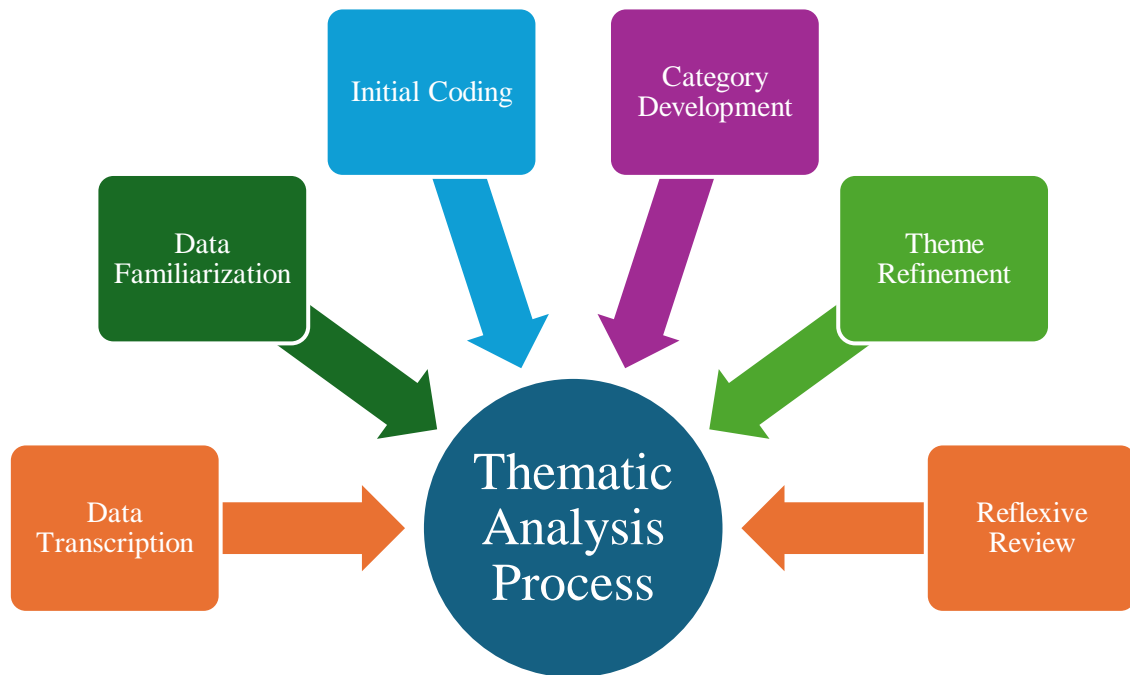 Initial Coding
Category
Development
Data
Familiarization
Theme
Refinement
Data
Transcription
Thematic
Analysis
Process
Reflexive
Review